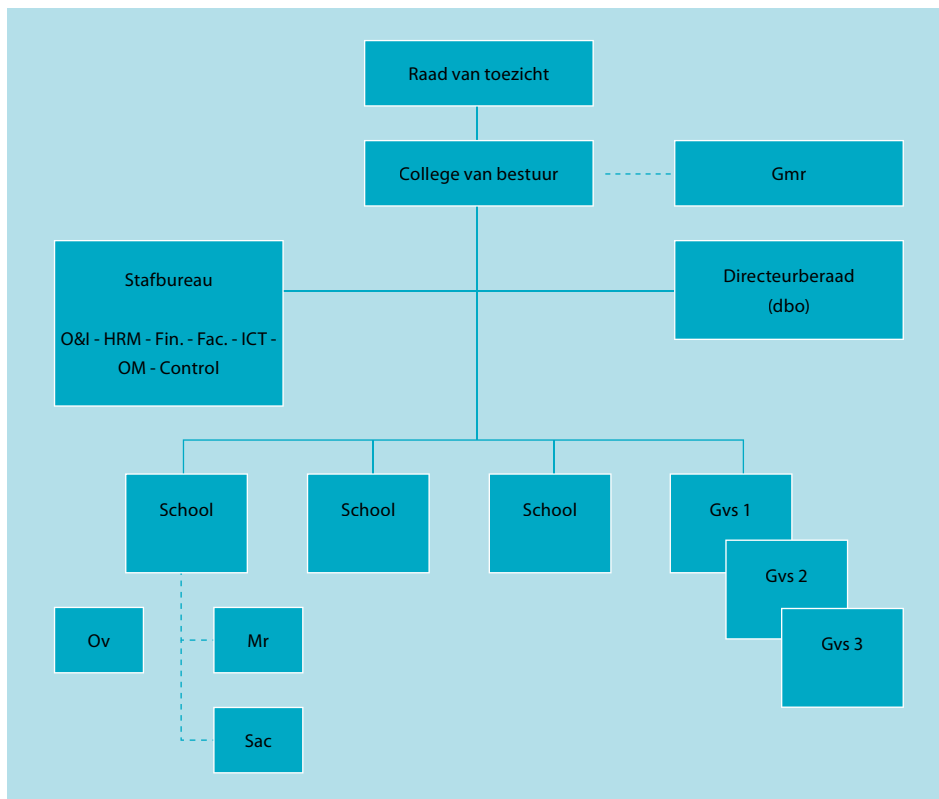 Raad van toezicht
College van bestuur
Gmr
Stafbureau
O&I - HRM - Fin. - Fac. - ICT -
OM - Control
Directeurberaad
(dbo)
School
School
School
Gvs 1
Gvs 2
Gvs 3
Ov
Mr
Sac